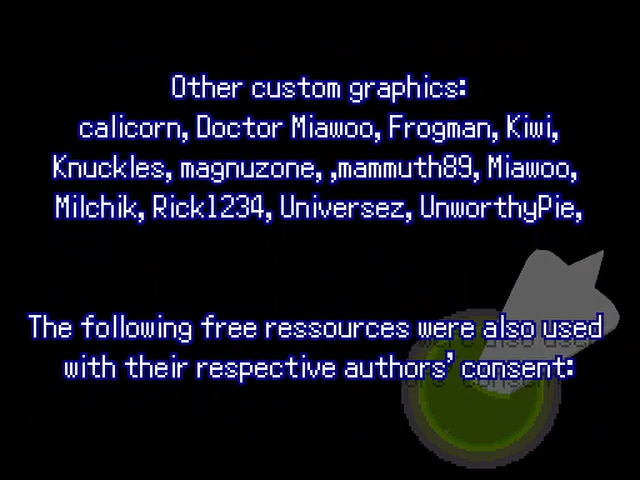 Other custom graphics:
calicorn, Doctor Miawoo, Frogman, Kiwi,
Knuckles, magnuzone, ,mammuth89, Miawoo,
Milchik, Rick1234, Universez, UnworthyPie,
The following free ressources were also used
with their respective authors' consent: